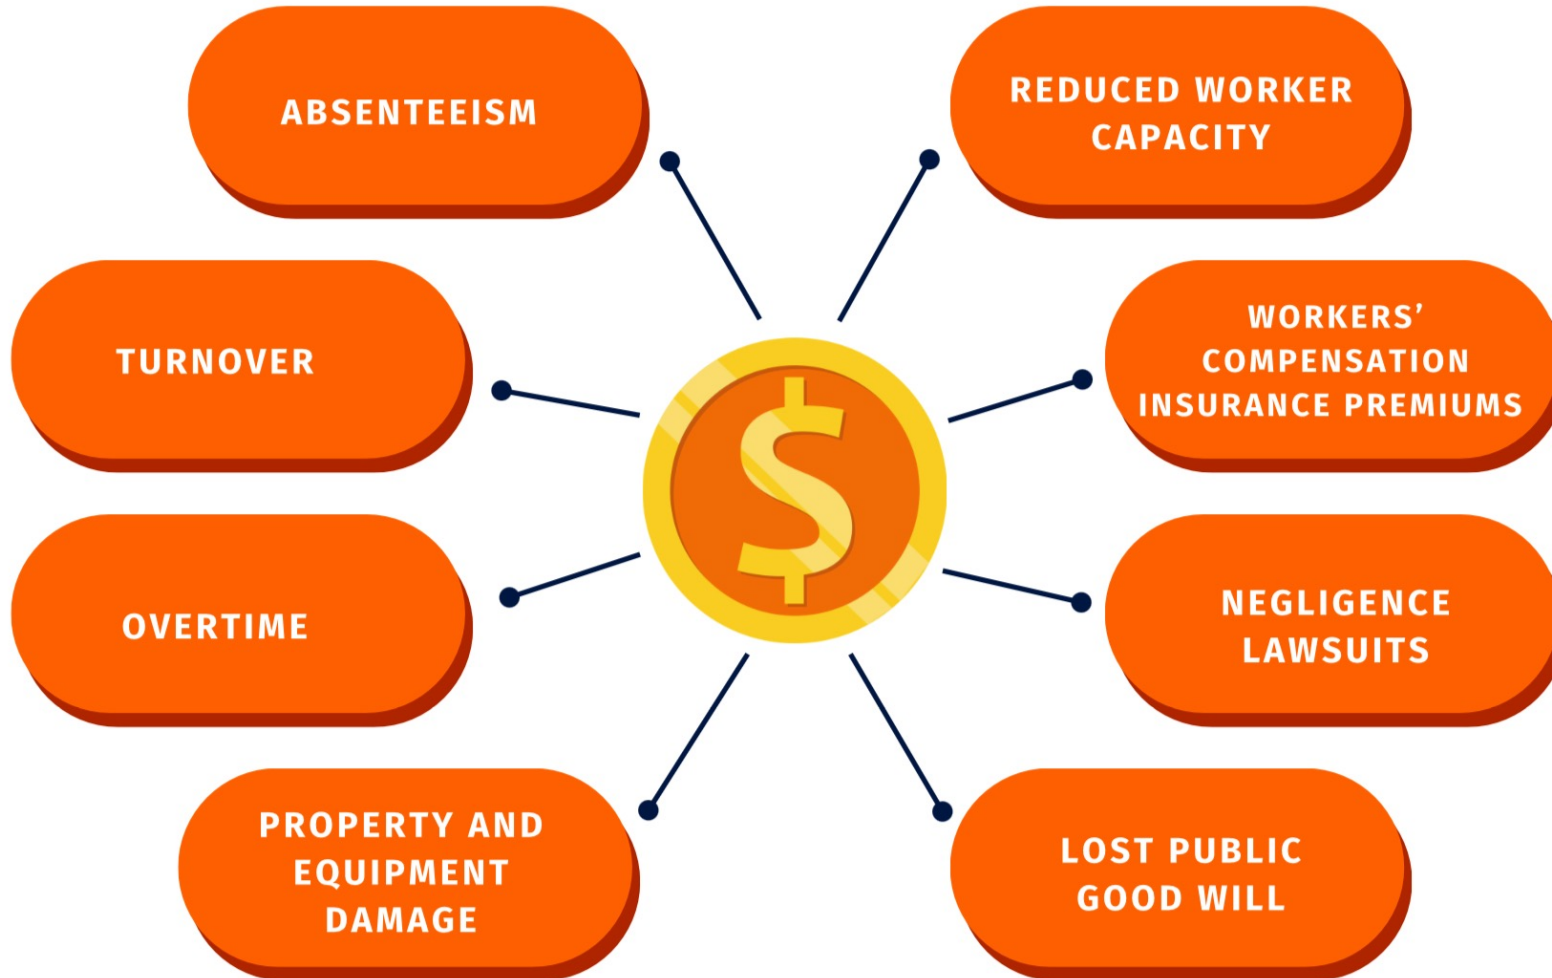 ABSENTEEISM
REDUCED WORKER
CAPACITY
TURNOVER
WORKERS’
COMPENSATION
INSURANCE PREMIUMS
$
OVERTIME
NEGLIGENCE
LAWSUITS
PROPERTY AND
EQUIPMENT
DAMAGE
LOST PUBLIC
GOOD WILL